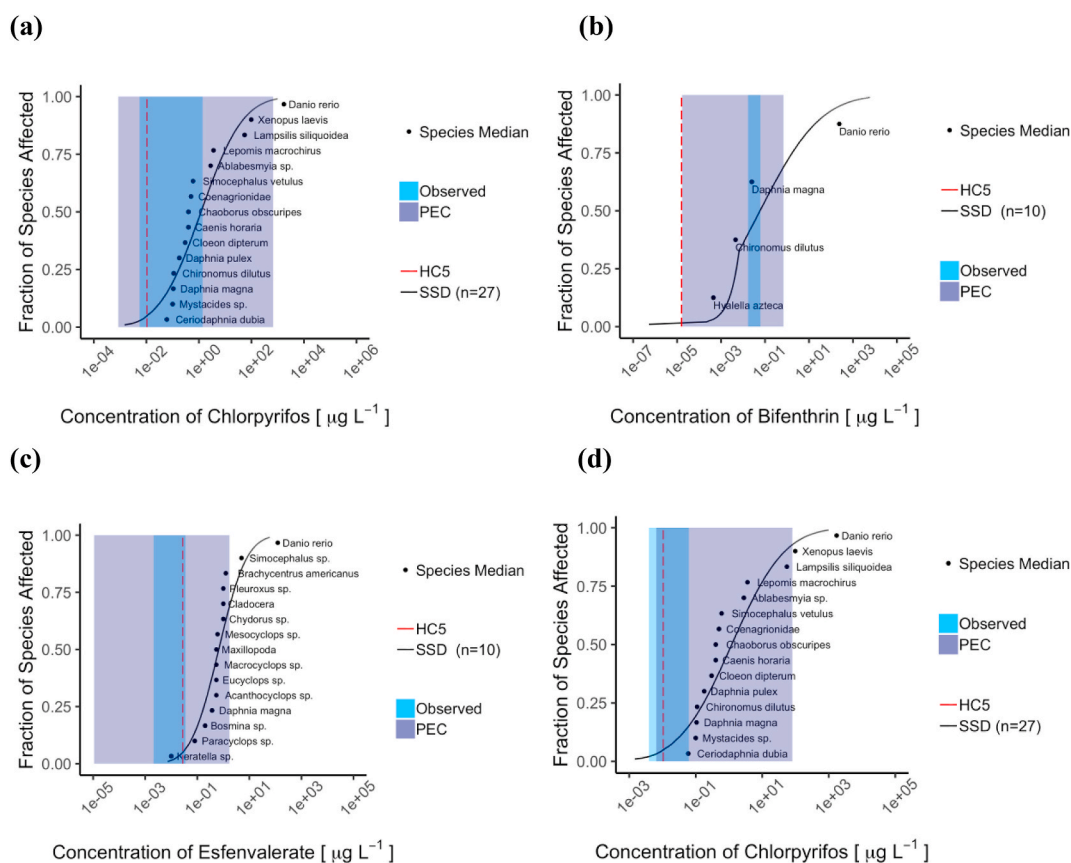 (a)
1.00
0.75
0.50
0.25
0.00
Fraction of Species Affected
Danio rerio
Xenopus laevis
Lampsilis siliquoidea
Lepomis macrochirus
Ablabesmyia sp.
Simocephalus vetulus
Coenagrionidae
Chaoborus obscuripes
Caenis horaria
Cloeon dipterum
Daphnia pulex
Chironomus dilutus
Daphnia magna
Mystacides sp.
Ceriodaphnia dubia
1e-04
1e-02
1e+00
1e+02
1e+04
1e+06
Concentration of Chlorpyrifos [ μg L⁻¹ ]
Species Median
Observed
PEC
HC5
SSD (n=27)
(b)
1.00
0.75
0.50
0.25
0.00
Fraction of Species Affected
Danio rerio
Daphnia magna
Chironomus dilutus
Hyalella azteca
1e-07
1e-05
1e-03
1e-01
1e+01
1e+03
1e+05
Concentration of Bifenthrin [ μg L⁻¹ ]
Species Median
HC5
SSD (n=10)
Observed
PEC
(c)
1.00
0.75
0.50
0.25
0.00
Fraction of Species Affected
Danio rerio
Simocephalus sp.
Brachycentrus americanus
Pleuroxus sp.
Cladocera
Chydorus sp.
Mesocyclops sp.
Maxillopoda
Macrocyclops sp.
Eucyclops sp.
Acanthocyclops sp.
Daphnia magna
Bosmina sp.
Paracyclops sp.
Keratella sp.
1e-05
1e-03
1e-01
1e+01
1e+03
1e+05
Concentration of Esfenvalerate [ μg L⁻¹ ]
Species Median
HC5
SSD (n=10)
Observed
PEC
(d)
1.00
0.75
0.50
0.25
0.00
Fraction of Species Affected
Danio rerio
Xenopus laevis
Lampsilis siliquoidea
Lepomis macrochirus
Ablabesmyia sp.
Simocephalus vetulus
Coenagrionidae
Chaoborus obscuripes
Caenis horaria
Cloeon dipterum
Daphnia pulex
Chironomus dilutus
Daphnia magna
Mystacides sp.
Ceriodaphnia dubia
1e-03
1e-01
1e+01
1e+03
1e+05
Concentration of Chlorpyrifos [ μg L⁻¹ ]
Species Median
Observed
PEC
HC5
SSD (n=27)